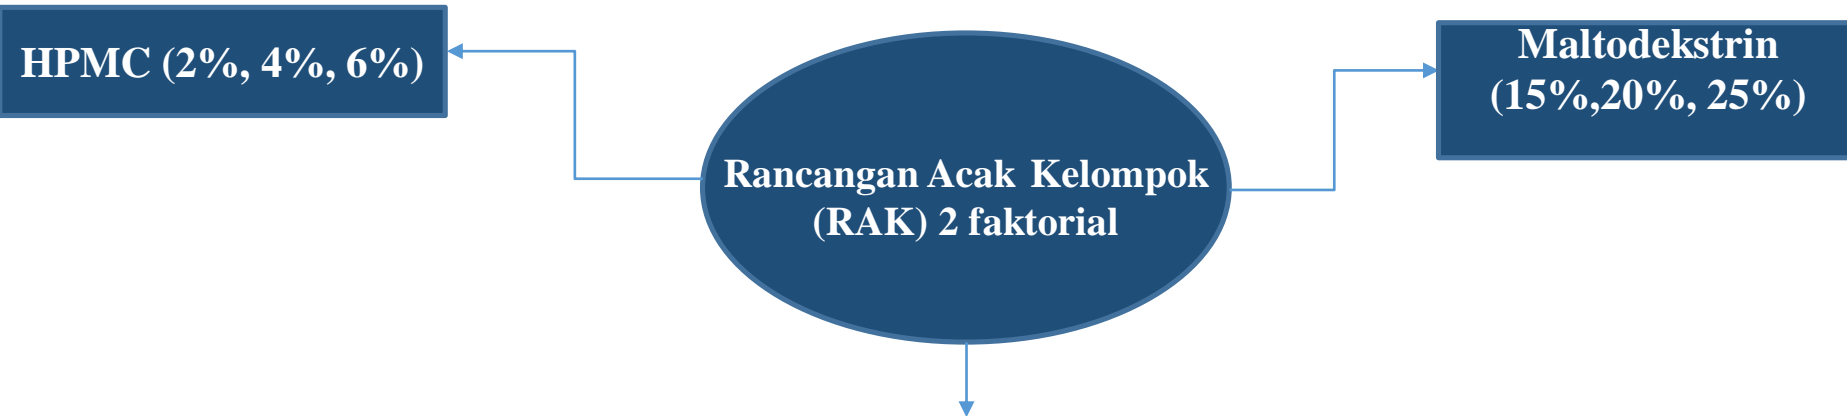 HPMC (2%, 4%, 6%)
Maltodekstrin
(15%,20%, 25%)
Rancangan Acak Kelompok
(RAK) 2 faktorial